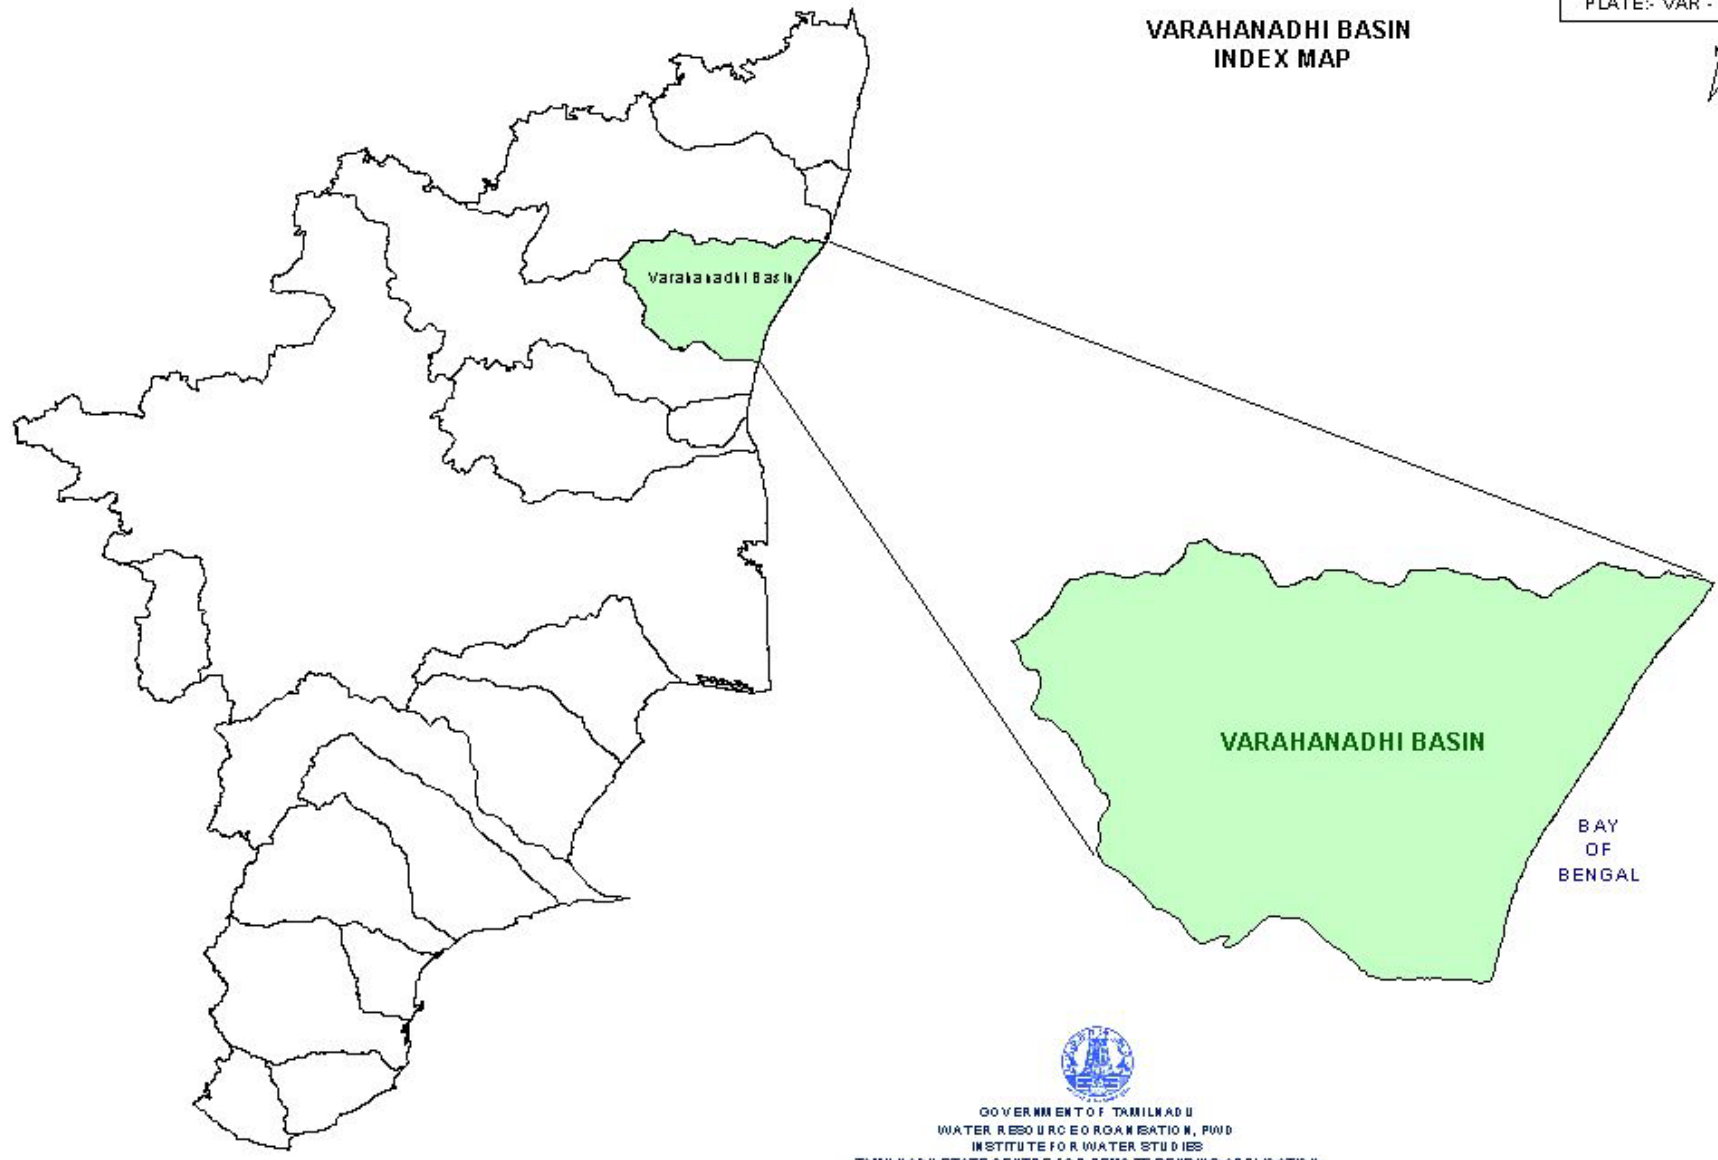 PLATE:- VAR -
VARAHANADHI BASIN
INDEX MAP
Varahanadhi Basin
VARAHANADHI BASIN
BAY
OF
BENGAL
GOVERNMENT OF TAMILNADU
WATER RESOURCE ORGANISATION, PWD
INSTITUTE FOR WATER STUDIES